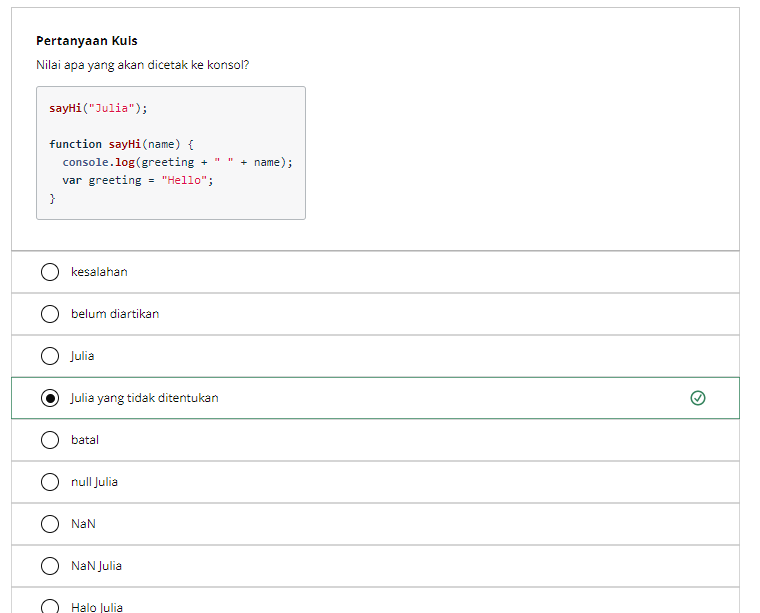 Pertanyaan Kuis
Nilai apa yang akan dicetak ke konsol?
sayHi("Julia");
function sayHi(name) {
console.log(greeting + " " + name);
var greeting = "Hello";
}
kesalahan
belum diartikan
Julia
Julia yang tidak ditentukan
batal
null Julia
NaN
NaN Julia
Halo Julia